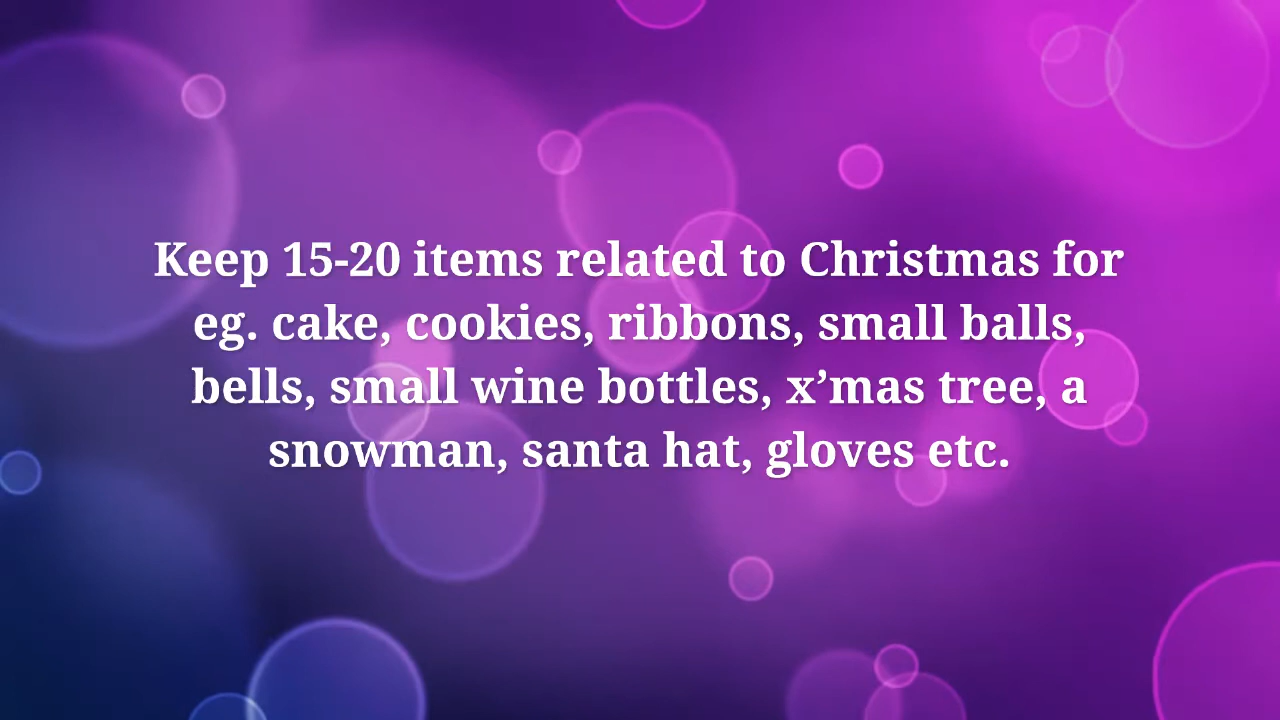 Keep 15-20 items related to Christmas for
eg. cake, cookies, ribbons, small balls,
bells, small wine bottles, x’mas tree, a
snowman, santa hat, gloves etc.